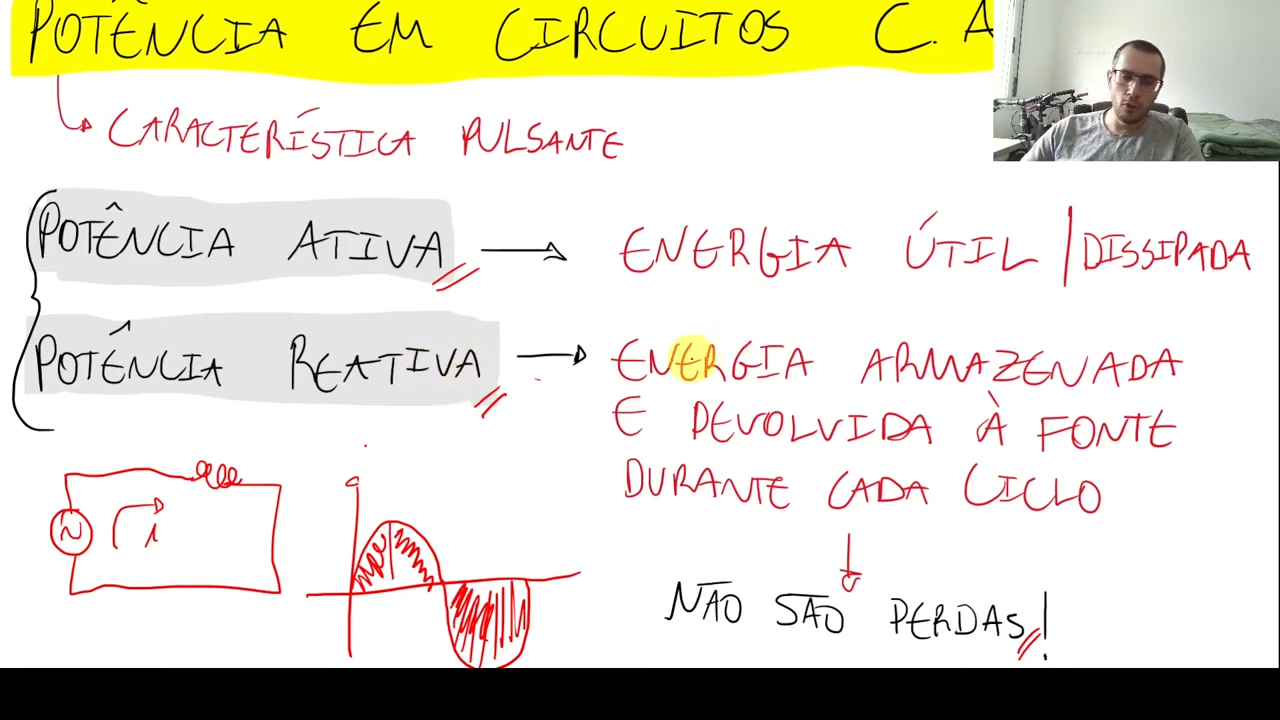 POTÊNCIA EM CIRCUITOS C.A
CARACTERÍSTICA PULSANTE
POTÊNCIA ATIVA → ENERGIA ÚTIL / DISSIPADA
POTÊNCIA REATIVA → ENERGIA ARMAZENADA
E DEVOLVIDA À FONTE
DURANTE CADA CICLO
i
NÃO SÃO PERDAS!